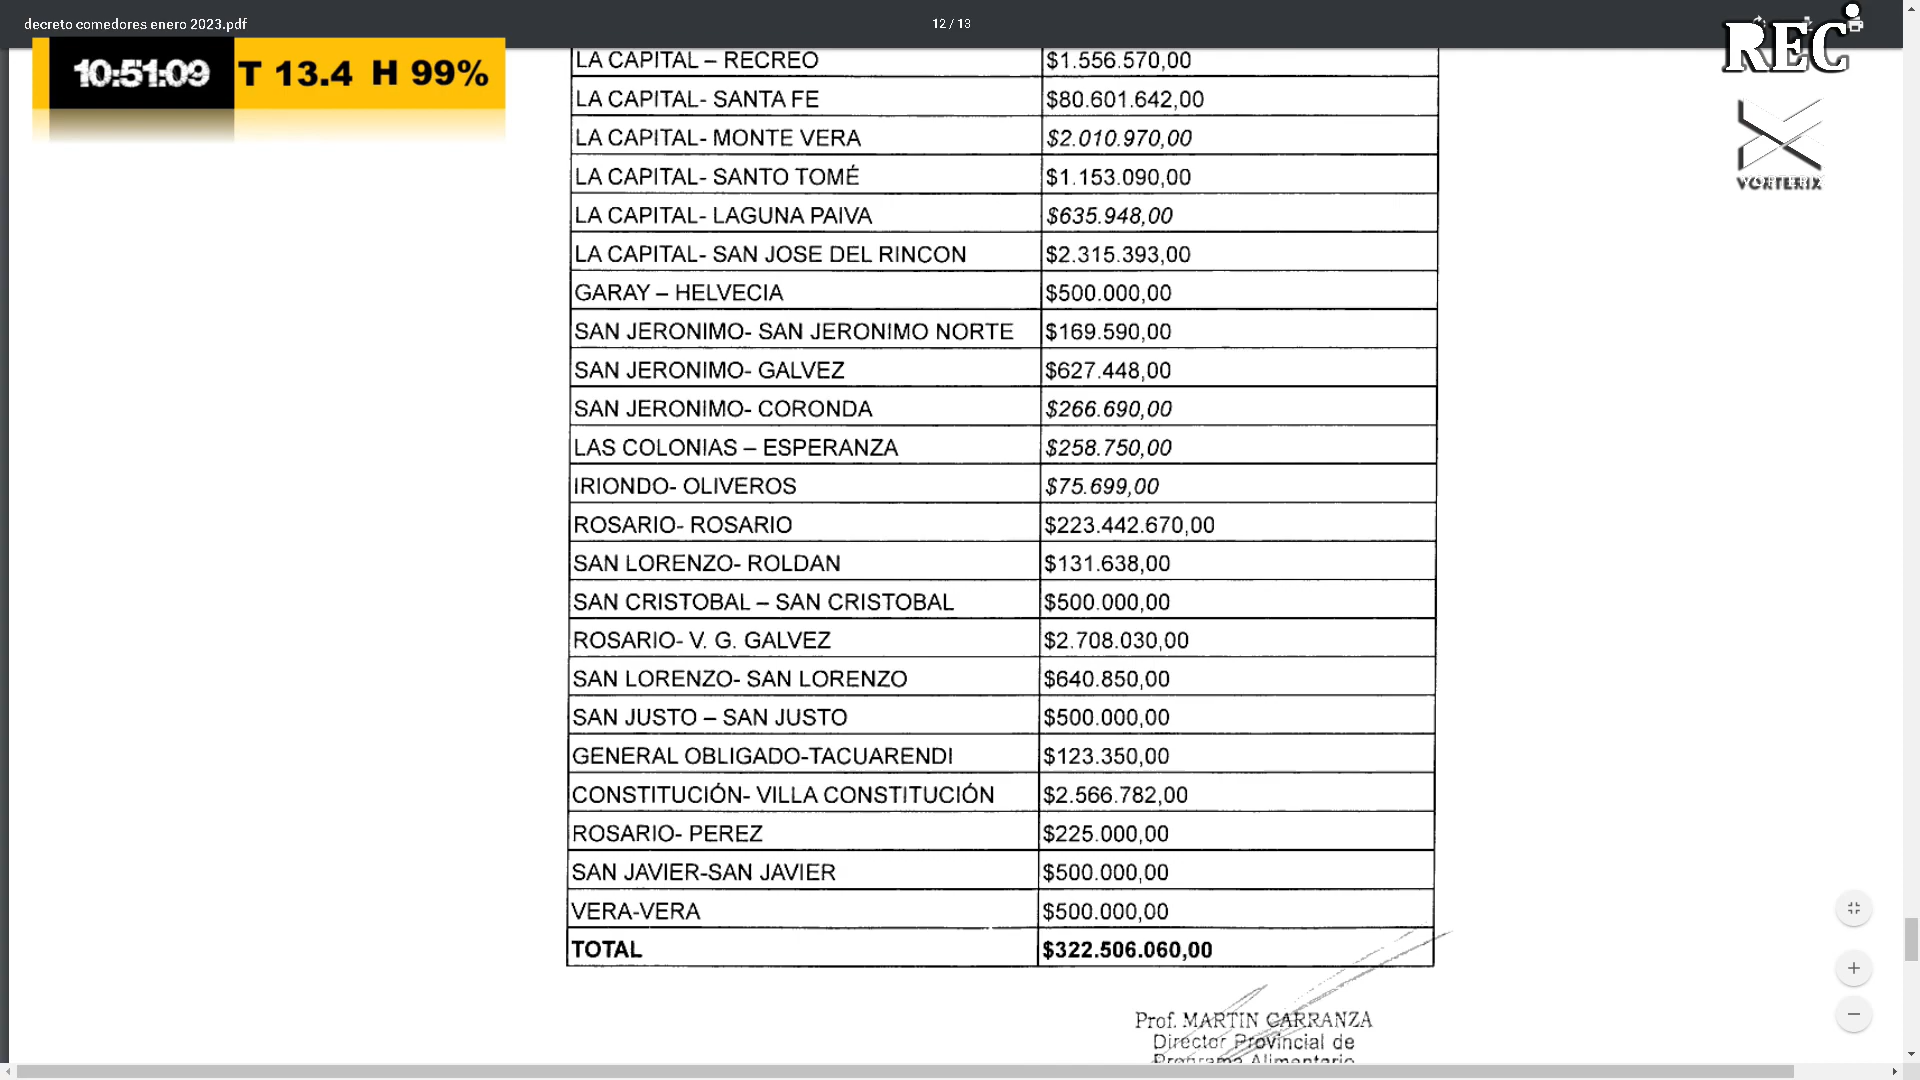 decreto comedores enero 2023.pdf
12 / 13
REC
10:51:09 T 13.4 H 99%
VORTERIX
LA CAPITAL – RECREO $1.556.570,00
LA CAPITAL- SANTA FE $80.601.642,00
LA CAPITAL- MONTE VERA $2.010.970,00
LA CAPITAL- SANTO TOMÉ $1.153.090,00
LA CAPITAL- LAGUNA PAIVA $635.948,00
LA CAPITAL- SAN JOSE DEL RINCON $2.315.393,00
GARAY – HELVECIA $500.000,00
SAN JERONIMO- SAN JERONIMO NORTE $169.590,00
SAN JERONIMO- GALVEZ $627.448,00
SAN JERONIMO- CORONDA $266.690,00
LAS COLONIAS – ESPERANZA $258.750,00
IRIONDO- OLIVEROS $75.699,00
ROSARIO- ROSARIO $223.442.670,00
SAN LORENZO- ROLDAN $131.638,00
SAN CRISTOBAL – SAN CRISTOBAL $500.000,00
ROSARIO- V. G. GALVEZ $2.708.030,00
SAN LORENZO- SAN LORENZO $640.850,00
SAN JUSTO – SAN JUSTO $500.000,00
GENERAL OBLIGADO-TACUARENDI $123.350,00
CONSTITUCIÓN- VILLA CONSTITUCIÓN $2.566.782,00
ROSARIO- PEREZ $225.000,00
SAN JAVIER-SAN JAVIER $500.000,00
VERA-VERA $500.000,00
TOTAL $322.506.060,00
Prof. MARTIN CARRANZA
Director Provincial de
Programa Alimentario